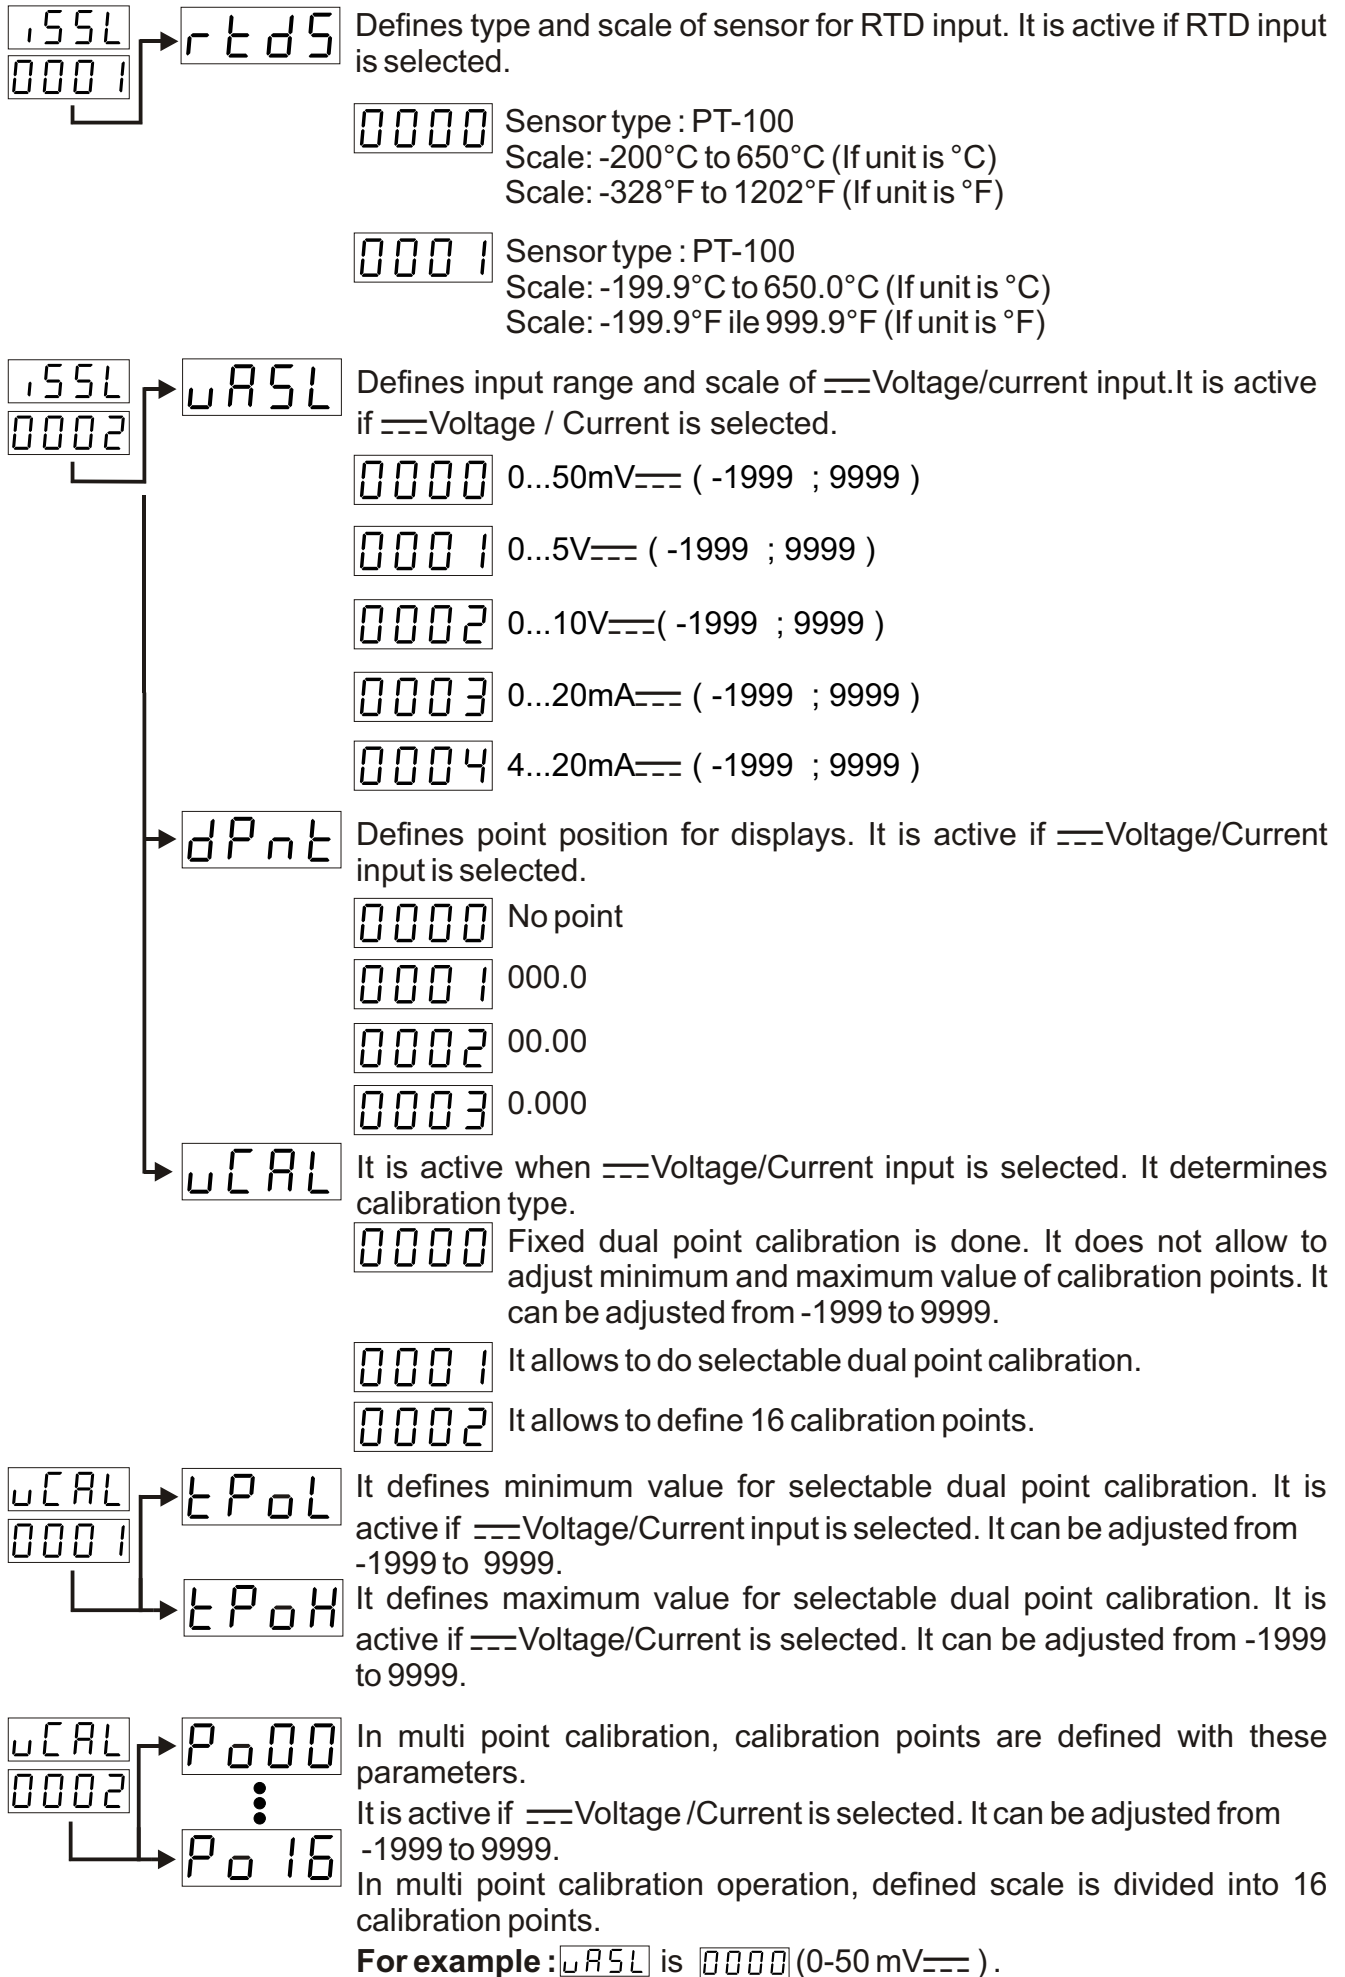 iSSL
0001
rtdS
Defines type and scale of sensor for RTD input. It is active if RTD input
is selected.
0000 Sensor type : PT-100
Scale: -200°C to 650°C (If unit is °C)
Scale: -328°F to 1202°F (If unit is °F)
0001 Sensor type : PT-100
Scale: -199.9°C to 650.0°C (If unit is °C)
Scale: -199.9°F ile 999.9°F (If unit is °F)
iSSL
0002
uASL
Defines input range and scale of ⎓Voltage/current input.It is active
if ⎓Voltage / Current is selected.
0000 0...50mV⎓ ( -1999 ; 9999 )
0001 0...5V⎓ ( -1999 ; 9999 )
0002 0...10V⎓( -1999 ; 9999 )
0003 0...20mA⎓ ( -1999 ; 9999 )
0004 4...20mA⎓ ( -1999 ; 9999 )
dPnt
Defines point position for displays. It is active if ⎓Voltage/Current
input is selected.
0000 No point
0001 000.0
0002 00.00
0003 0.000
uCAL
It is active when ⎓Voltage/Current input is selected. It determines
calibration type.
0000 Fixed dual point calibration is done. It does not allow to
adjust minimum and maximum value of calibration points. It
can be adjusted from -1999 to 9999.
0001 It allows to do selectable dual point calibration.
0002 It allows to define 16 calibration points.
uCAL
0001
tPoL
It defines minimum value for selectable dual point calibration. It is
active if ⎓Voltage/Current input is selected. It can be adjusted from
-1999 to 9999.
tPoH
It defines maximum value for selectable dual point calibration. It is
active if ⎓Voltage/Current is selected. It can be adjusted from -1999
to 9999.
uCAL
0002
Po00
In multi point calibration, calibration points are defined with these
parameters.
It is active if ⎓Voltage /Current is selected. It can be adjusted from
-1999 to 9999.
Po16
In multi point calibration operation, defined scale is divided into 16
calibration points.
For example : uASL is 0000 (0-50 mV⎓ ) .